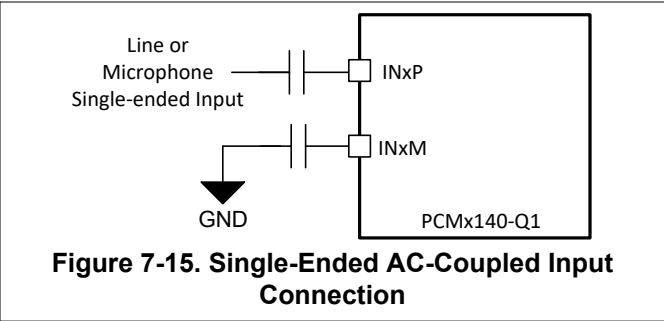 Line or
Microphone
Single-ended Input
INxP
INxM
GND
PCMx140-Q1
Figure 7-15. Single-Ended AC-Coupled Input
Connection